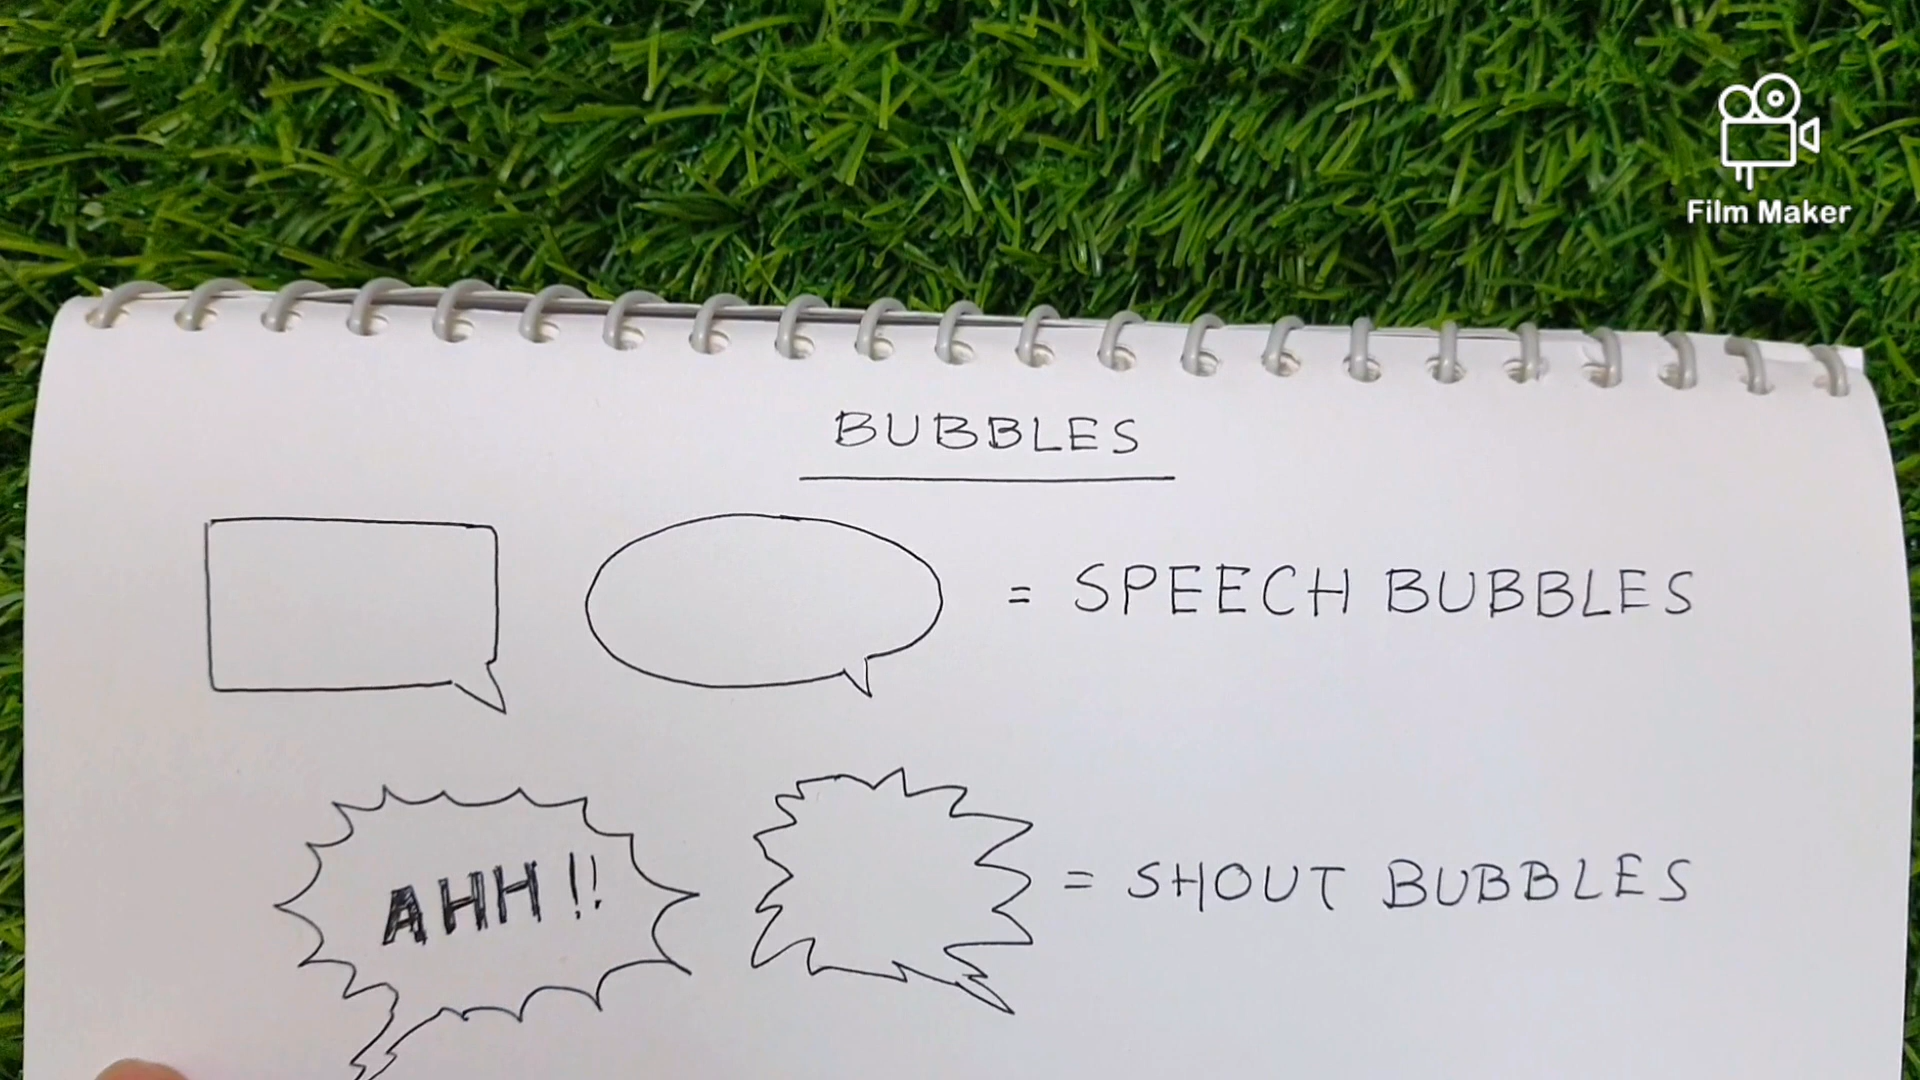 Film Maker
BUBBLES
= SPEECH BUBBLES
AHH!!
= SHOUT BUBBLES